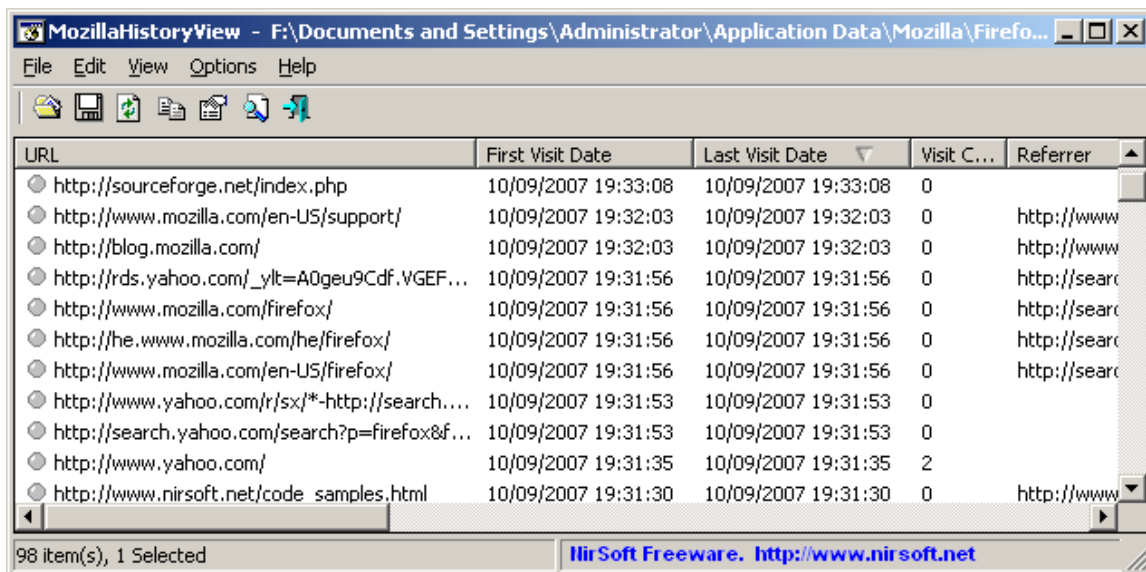 MozillaHistoryView - F:\Documents and Settings\Administrator\Application Data\Mozilla\Firefo...
File Edit View Options Help
URL First Visit Date Last Visit Date Visit C... Referrer
http://sourceforge.net/index.php 10/09/2007 19:33:08 10/09/2007 19:33:08 0
http://www.mozilla.com/en-US/support/ 10/09/2007 19:32:03 10/09/2007 19:32:03 0 http://www
http://blog.mozilla.com/ 10/09/2007 19:32:03 10/09/2007 19:32:03 0 http://www
http://rds.yahoo.com/_ylt=A0geu9Cdf.VGEF... 10/09/2007 19:31:56 10/09/2007 19:31:56 0 http://searc
http://www.mozilla.com/firefox/ 10/09/2007 19:31:56 10/09/2007 19:31:56 0 http://searc
http://he.www.mozilla.com/he/firefox/ 10/09/2007 19:31:56 10/09/2007 19:31:56 0 http://searc
http://www.mozilla.com/en-US/firefox/ 10/09/2007 19:31:56 10/09/2007 19:31:56 0 http://searc
http://www.yahoo.com/r/sx/*-http://search.... 10/09/2007 19:31:53 10/09/2007 19:31:53 0
http://search.yahoo.com/search?p=firefox&f... 10/09/2007 19:31:53 10/09/2007 19:31:53 0
http://www.yahoo.com/ 10/09/2007 19:31:35 10/09/2007 19:31:35 2
http://www.nirsoft.net/code_samples.html 10/09/2007 19:31:30 10/09/2007 19:31:30 0 http://www
98 item(s), 1 Selected NirSoft Freeware. http://www.nirsoft.net